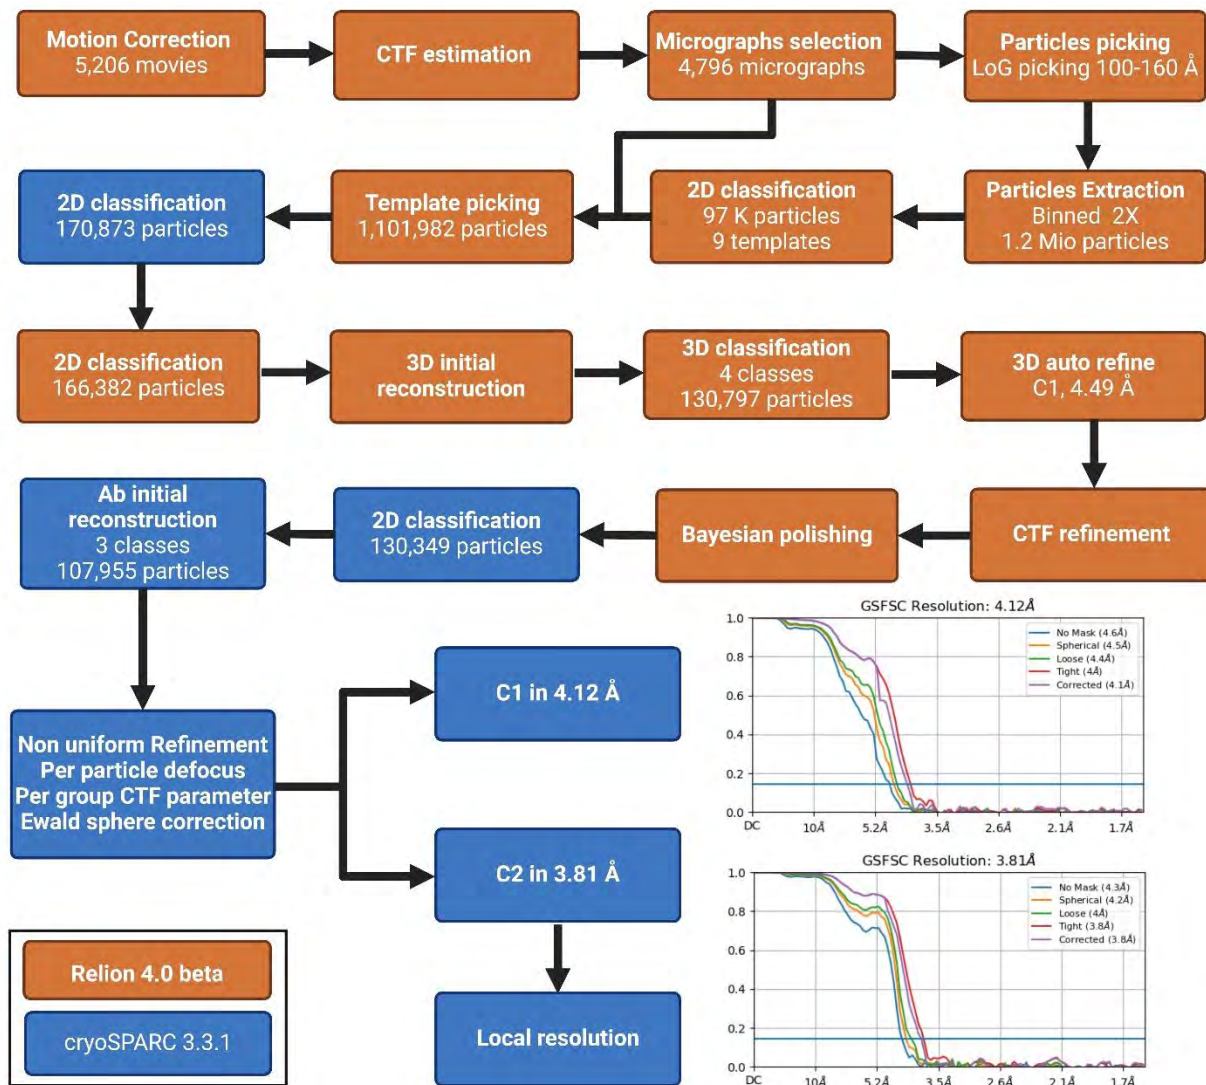 Motion Correction
5,206 movies
CTF estimation
Micrographs selection
4,796 micrographs
Particles picking
LoG picking 100-160 Å
2D classification
170,873 particles
Template picking
1,101,982 particles
2D classification
97 K particles
9 templates
Particles Extraction
Binned 2X
1.2 Mio particles
2D classification
166,382 particles
3D initial
reconstruction
3D classification
4 classes
130,797 particles
3D auto refine
C1, 4.49 Å
Ab initial
reconstruction
3 classes
107,955 particles
2D classification
130,349 particles
Bayesian polishing
CTF refinement
Non uniform Refinement
Per particle defocus
Per group CTF parameter
Ewald sphere correction
C1 in 4.12 Å
C2 in 3.81 Å
Local resolution
Relion 4.0 beta
cryoSPARC 3.3.1
GSFSC Resolution: 4.12Å
1.0
0.8
0.6
0.4
0.2
0.0
No Mask (4.6Å)
Spherical (4.5Å)
Loose (4.4Å)
Tight (4Å)
Corrected (4.1Å)
DC 10Å 5.2Å 3.5Å 2.6Å 2.1Å 1.7Å
GSFSC Resolution: 3.81Å
1.0
0.8
0.6
0.4
0.2
0.0
No Mask (4.3Å)
Spherical (4.2Å)
Loose (4Å)
Tight (3.8Å)
Corrected (3.8Å)
DC 10Å 5.2Å 3.5Å 2.6Å 2.1Å 1.7Å